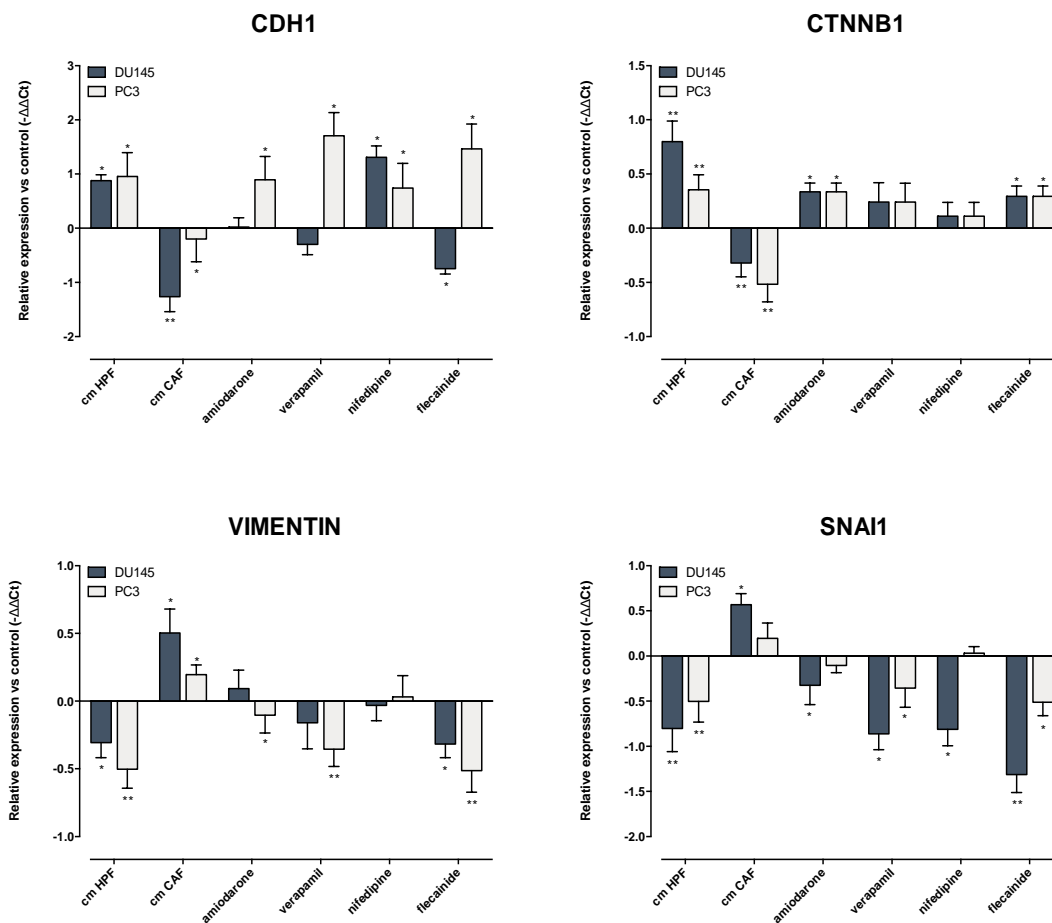 CDH1
Relative expression vs control (-ΔΔCt)
3
2
1
0
-1
-2
DU145
PC3
* * ** * * * * * * *
cm HPF
cm CAF
amiodarone
verapamil
nifedipine
flecainide
CTNNB1
Relative expression vs control (-ΔΔCt)
1.5
1.0
0.5
0.0
-0.5
-1.0
DU145
PC3
** ** ** ** * * * *
cm HPF
cm CAF
amiodarone
verapamil
nifedipine
flecainide
VIMENTIN
Relative expression vs control (-ΔΔCt)
1.0
0.5
0.0
-0.5
-1.0
DU145
PC3
* ** * * * ** * **
cm HPF
cm CAF
amiodarone
verapamil
nifedipine
flecainide
SNAI1
Relative expression vs control (-ΔΔCt)
1.0
0.5
0.0
-0.5
-1.0
-1.5
-2.0
DU145
PC3
** ** * * * * * ** *
cm HPF
cm CAF
amiodarone
verapamil
nifedipine
flecainide